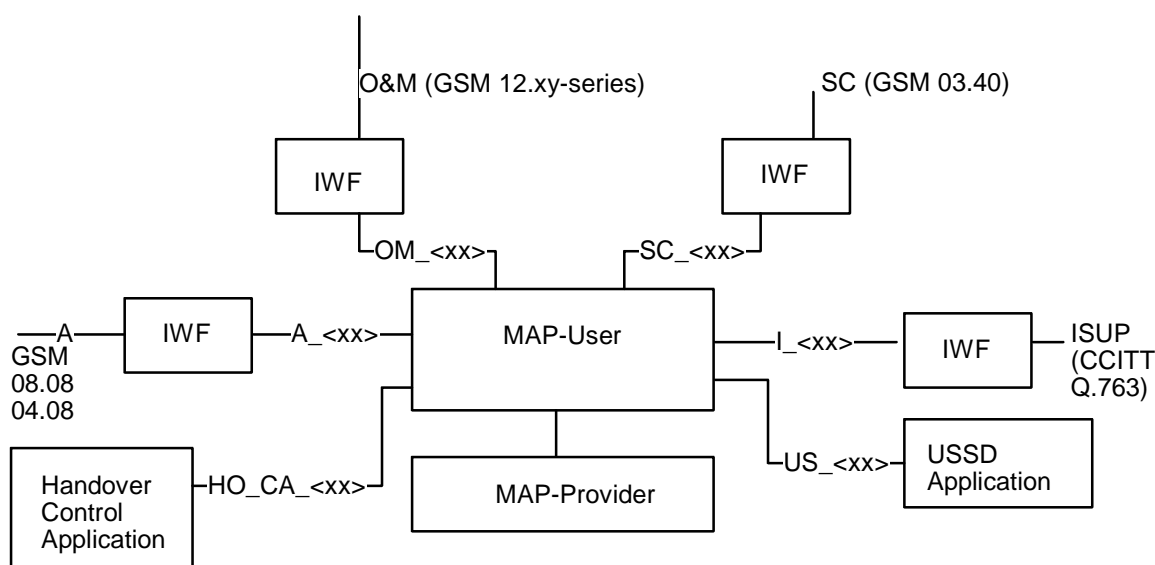 O&M (GSM 12.xy-series)
SC (GSM 03.40)
IWF
IWF
OM_<xx>
SC_<xx>
A
IWF
A_<xx>
MAP-User
I_<xx>
IWF
ISUP
(CCITT
Q.763)
GSM
08.08
04.08
Handover
Control
Application
HO_CA_<xx>
MAP-Provider
US_<xx>
USSD
Application